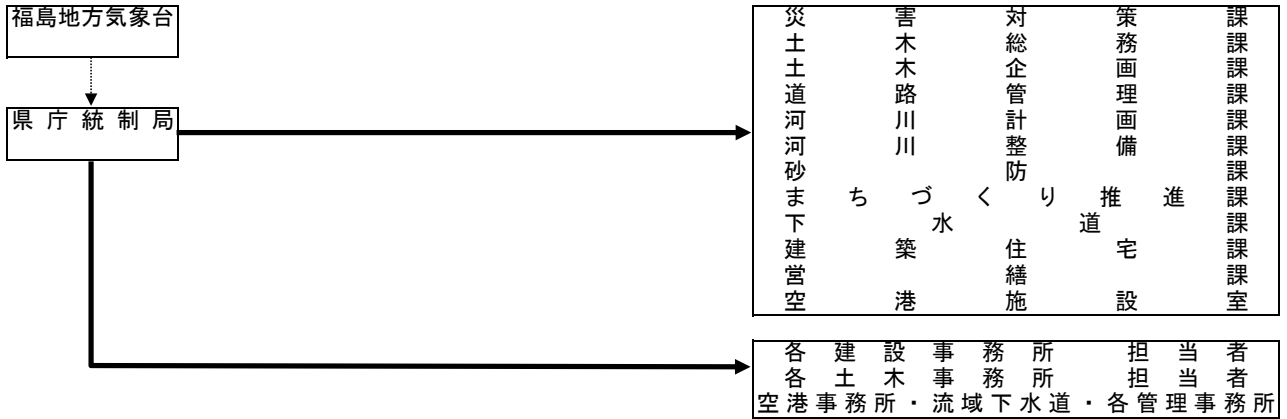 福島地方気象台
県庁統制局
災害対策課
土木総務課
土木企画課
道路管理課
河川計画課
河川整備課
砂防課
まちづくり推進課
下水道課
建築住宅課
営繕課
空港施設室
各建設事務所 担当者
各土木事務所 担当者
空港事務所・流域下水道・各管理事務所